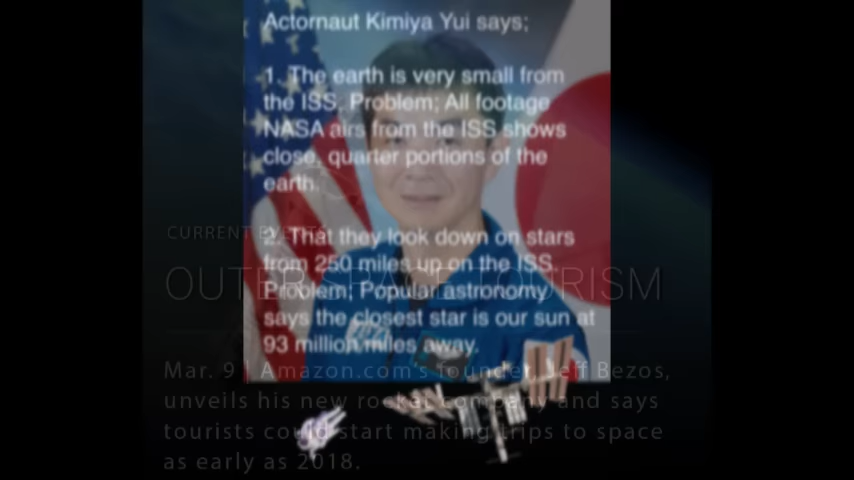 Actornaut Kimiya Yui says;
1. The earth is very small from
the ISS. Problem; All footage
NASA airs from the ISS shows
close, quarter portions of the
earth.
CURRENT EVENTS
2. That they look down on stars
from 250 miles up on the ISS.
OUTER SPACE TOURISM
Problem; Popular astronomy
says the closest star is our sun at
93 million miles away.
Mar. 9 | Amazon.com's founder, Jeff Bezos,
unveils his new rocket company and says
tourists could start making trips to space
as early as 2018.